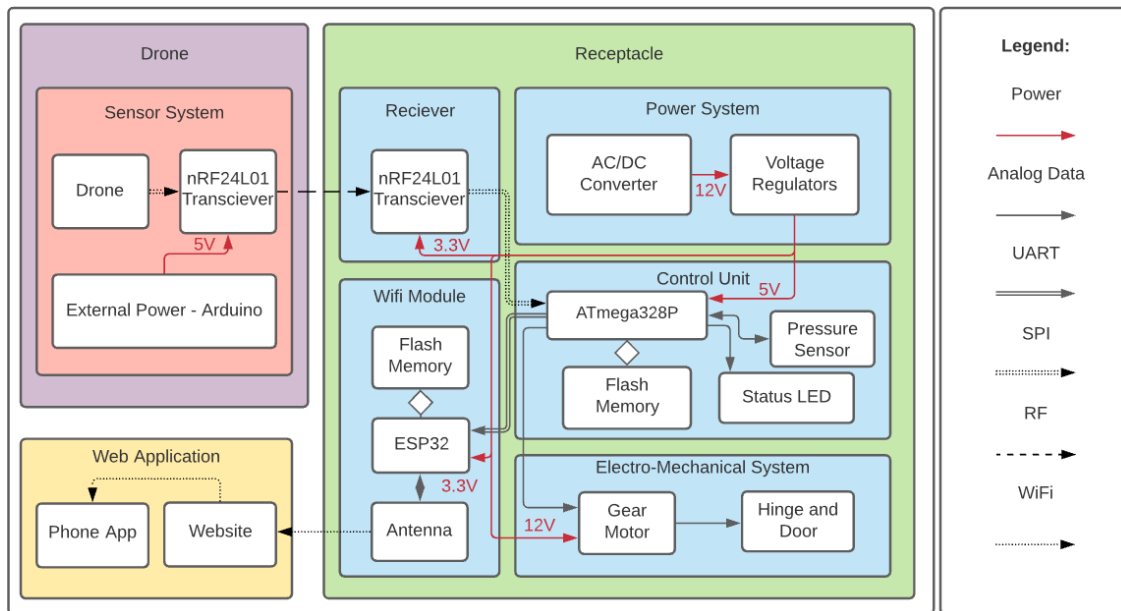 Drone
Sensor System
Drone
nRF24L01
Transciever
5V
External Power - Arduino
Web Application
Phone App
Website
Receptacle
Reciever
nRF24L01
Transciever
3.3V
Power System
AC/DC
Converter
12V
Voltage
Regulators
Wifi Module
Flash
Memory
ESP32
3.3V
Antenna
Control Unit
5V
ATmega328P
Pressure
Sensor
Flash
Memory
Status LED
Electro-Mechanical System
12V
Gear
Motor
Hinge and
Door
Legend:
Power
Analog Data
UART
SPI
RF
WiFi